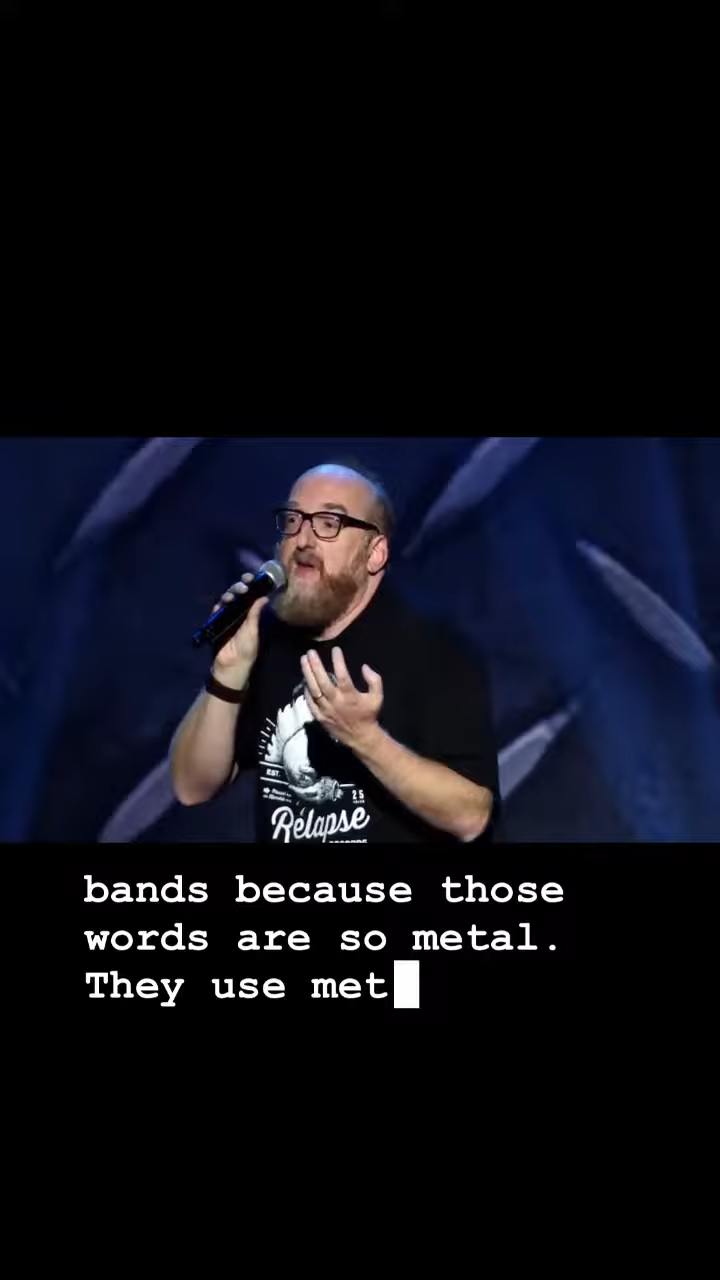 EST.
25
Relapse
bands because those
words are so metal.
They use met